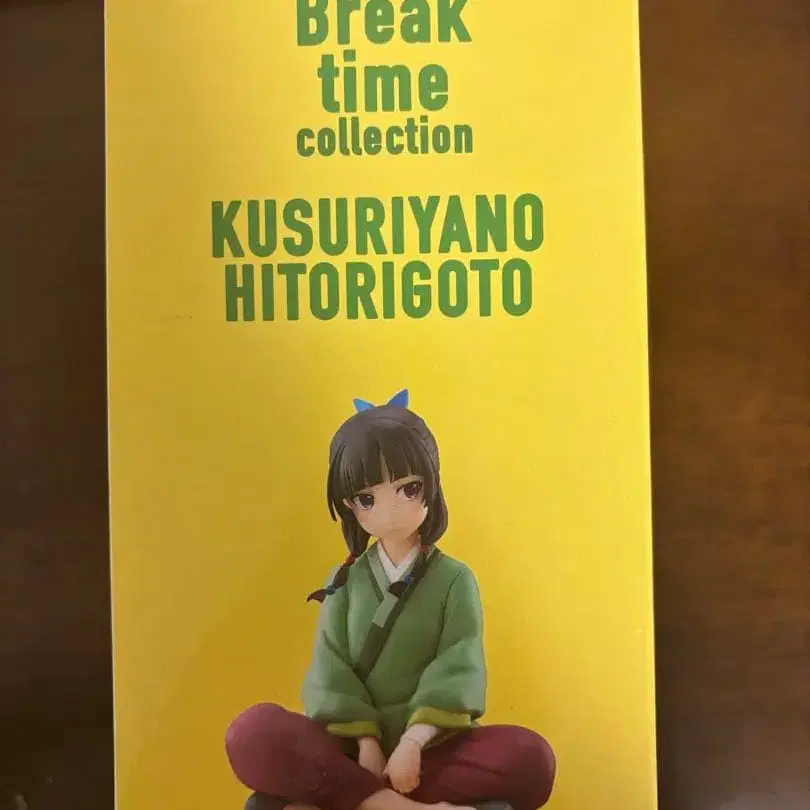 Break
time
collection
KUSURIYANO
HITORIGOTO